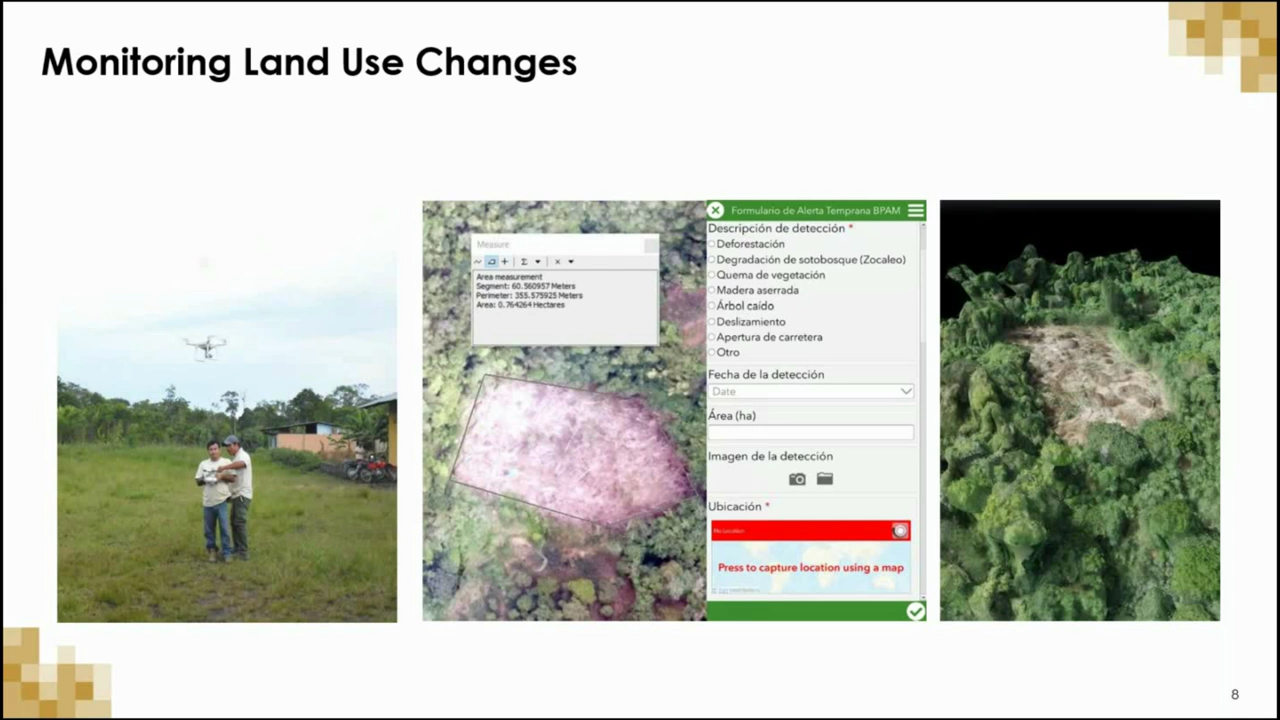 Monitoring Land Use Changes
Measure
Area measurement
Segment: 60.560957 Meters
Perimeter: 355.575925 Meters
Area: 0.764264 Hectares
Formulario de Alerta Temprana BPAM
Descripción de detección *
Deforestación
Degradación de sotobosque (Zocaleo)
Quema de vegetación
Madera aserrada
Árbol caído
Deslizamiento
Apertura de carretera
Otro
Fecha de la detección
Date
Área (ha)
Imagen de la detección
Ubicación *
No Location
Press to capture location using a map
8